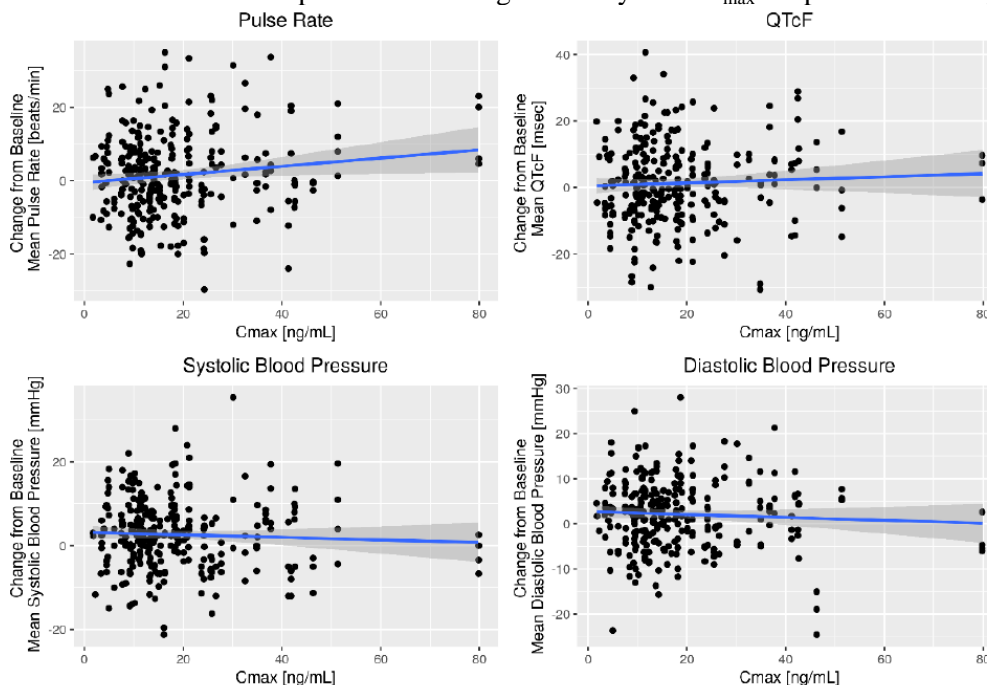 Pulse Rate
QTcF
20
0
-20
Change from Baseline
Mean Pulse Rate [beats/min]
0
20
40
60
80
Cmax [ng/mL]
40
20
0
-20
Change from Baseline
Mean QTcF [msec]
0
20
40
60
80
Cmax [ng/mL]
Systolic Blood Pressure
Diastolic Blood Pressure
20
0
-20
Change from Baseline
Mean Systolic Blood Pressure [mmHg]
0
20
40
60
80
Cmax [ng/mL]
30
20
10
0
-10
-20
Change from Baseline
Mean Diastolic Blood Pressure [mmHg]
0
20
40
60
80
Cmax [ng/mL]